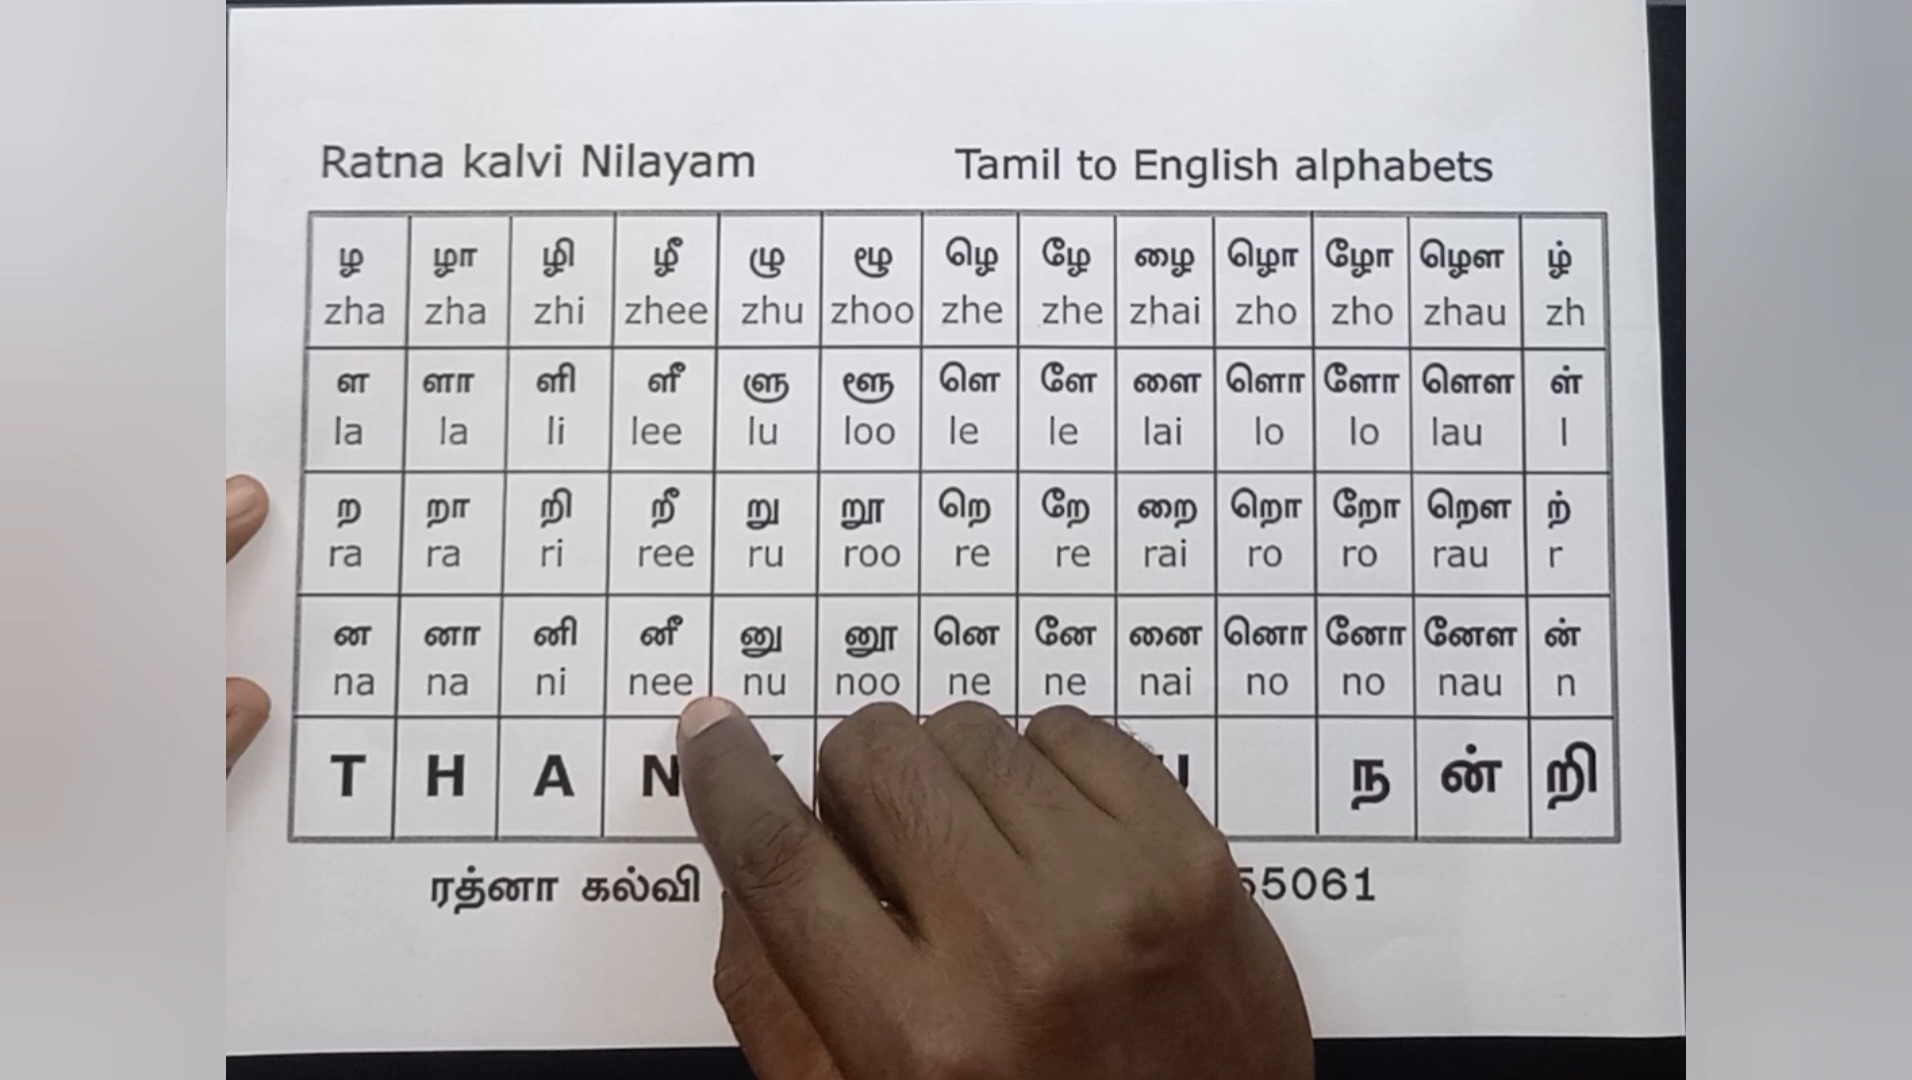 Ratna kalvi Nilayam Tamil to English alphabets
ழ ழா ழி ழீ ழு ழூ ழெ ழே ழை ழொ ழோ ழௌ ழ்
zha zha zhi zhee zhu zhoo zhe zhe zhai zho zho zhau zh
ள ளா ளி ளீ ளு ளூ ளெ ளே ளை ளொ ளோ ளௌ ள்
la la li lee lu loo le le lai lo lo lau l
ற றா றி றீ று றூ றெ றே றை றொ றோ றௌ ற்
ra ra ri ree ru roo re re rai ro ro rau r
ன னா னி னீ னு னூ னெ னே னை னொ னோ னேள ன்
na na ni nee nu noo ne ne nai no no nau n
T H A N ந ன் றி
ரத்னா கல்வி 55061